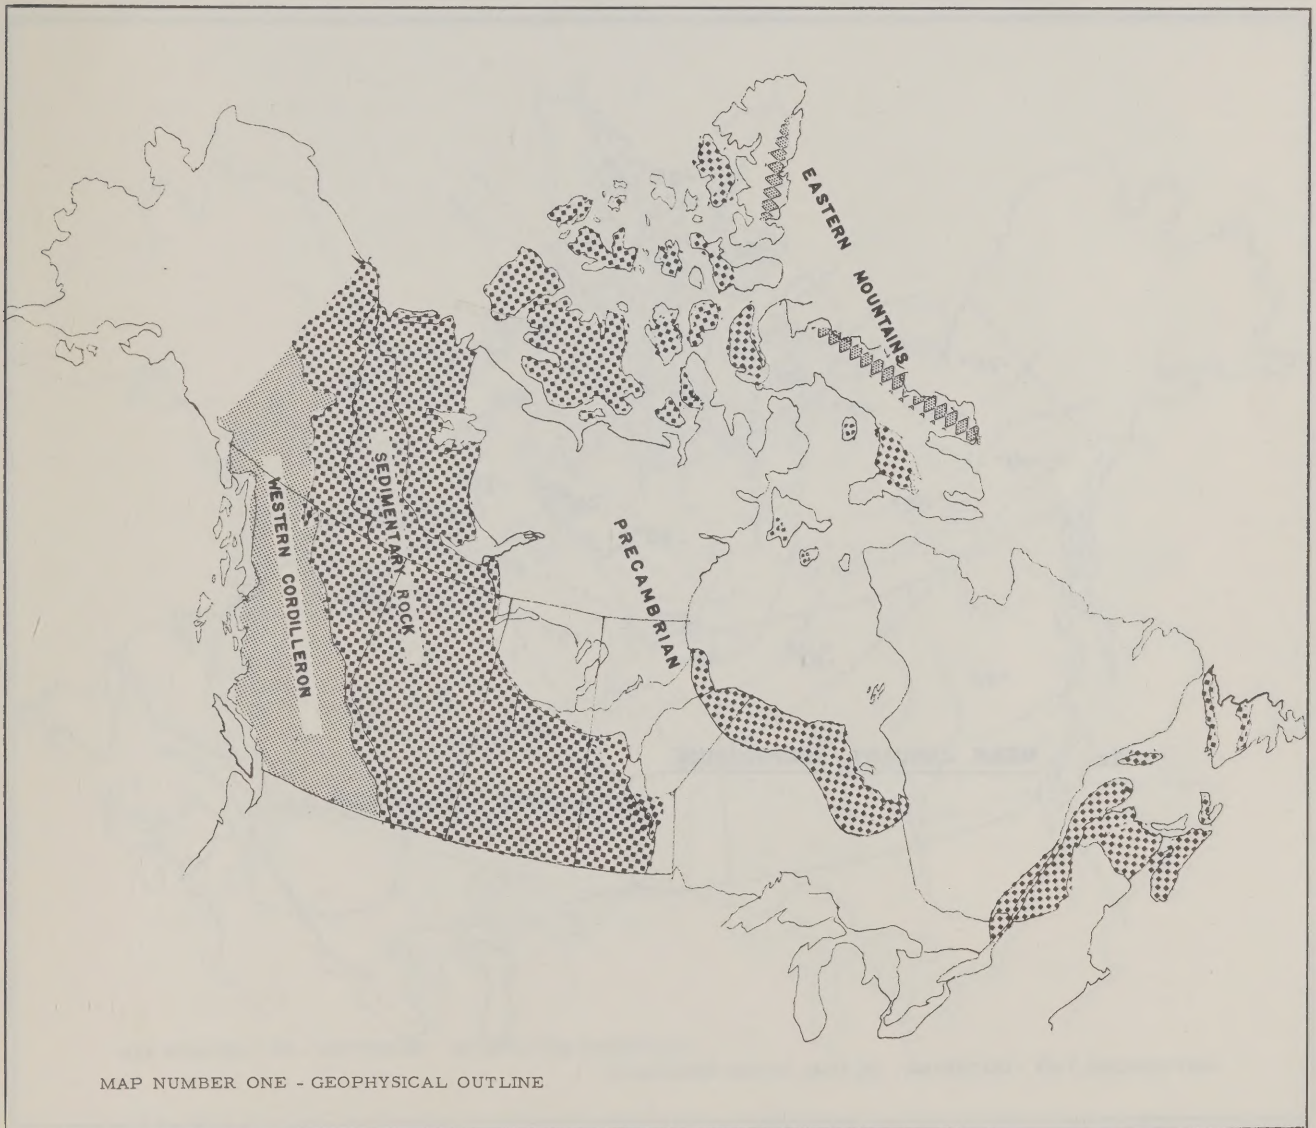 EASTERN MOUNTAINS
WESTERN CORDILLERON
SEDIMENTARY ROCK
PRECAMBRIAN
MAP NUMBER ONE - GEOPHYSICAL OUTLINE